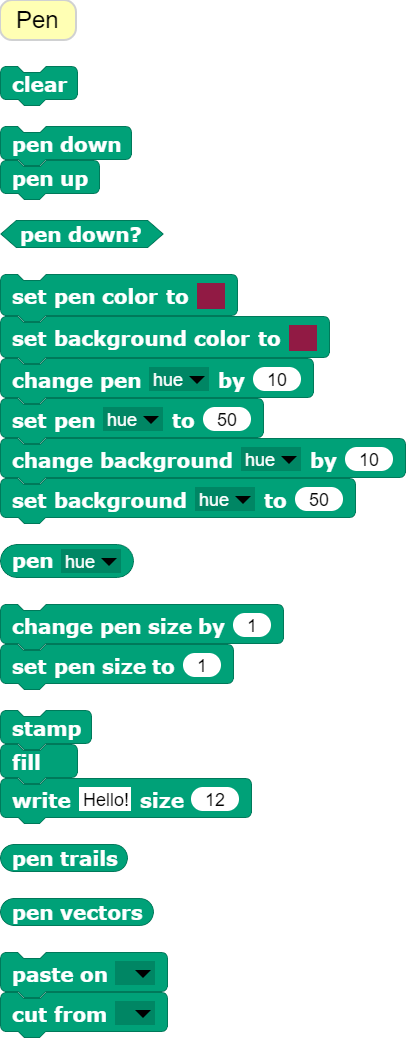 Pen
clear
pen down
pen up
pen down?
set pen color to
set background color to
change pen hue by 10
set pen hue to 50
change background hue by 10
set background hue to 50
pen hue
change pen size by 1
set pen size to 1
stamp
fill
write Hello! size 12
pen trails
pen vectors
paste on
cut from